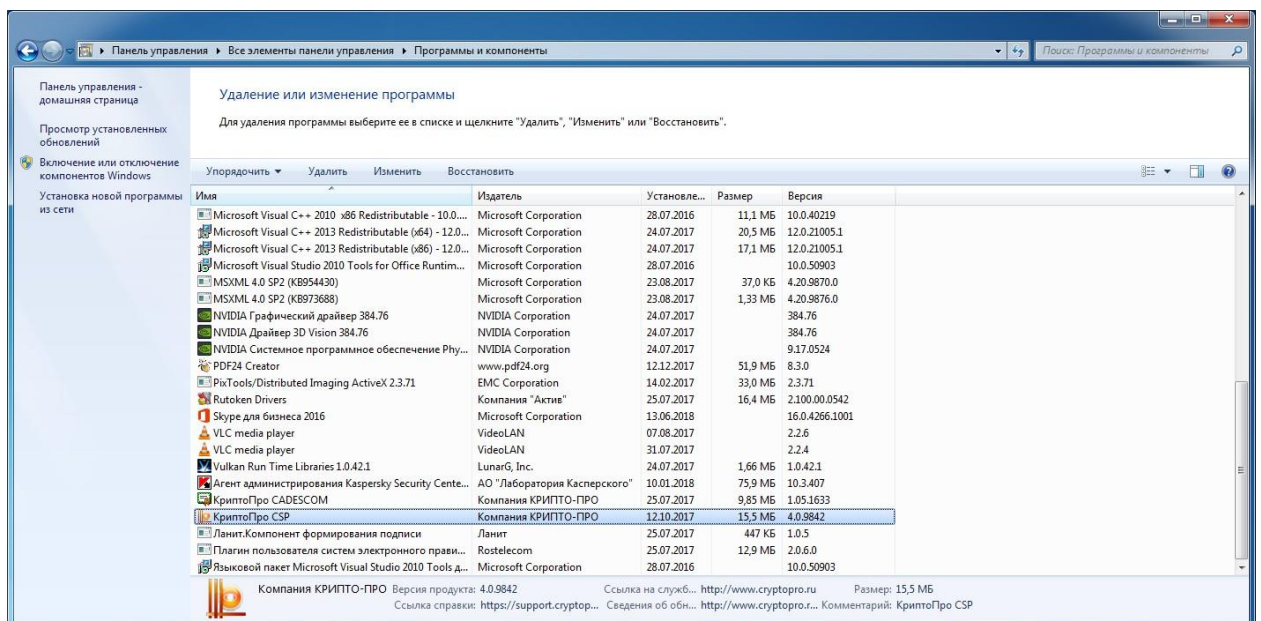 Панель управления ▸ Все элементы панели управления ▸ Программы и компоненты
Поиск: Программы и компоненты
Панель управления -
домашняя страница
Просмотр установленных
обновлений
Включение или отключение
компонентов Windows
Установка новой программы
из сети
Удаление или изменение программы
Для удаления программы выберите ее в списке и щелкните "Удалить", "Изменить" или "Восстановить".
Упорядочить Удалить Изменить Восстановить
Имя Издатель Установле... Размер Версия
Microsoft Visual C++ 2010 x86 Redistributable - 10.0.... Microsoft Corporation 28.07.2016 11,1 МБ 10.0.40219
Microsoft Visual C++ 2013 Redistributable (x64) - 12.0... Microsoft Corporation 24.07.2017 20,5 МБ 12.0.21005.1
Microsoft Visual C++ 2013 Redistributable (x86) - 12.0... Microsoft Corporation 24.07.2017 17,1 МБ 12.0.21005.1
Microsoft Visual Studio 2010 Tools for Office Runtim... Microsoft Corporation 28.07.2016 10.0.50903
MSXML 4.0 SP2 (KB954430) Microsoft Corporation 23.08.2017 37,0 КБ 4.20.9870.0
MSXML 4.0 SP2 (KB973688) Microsoft Corporation 23.08.2017 1,33 МБ 4.20.9876.0
NVIDIA Графический драйвер 384.76 NVIDIA Corporation 24.07.2017 384.76
NVIDIA Драйвер 3D Vision 384.76 NVIDIA Corporation 24.07.2017 384.76
NVIDIA Системное программное обеспечение Phy... NVIDIA Corporation 24.07.2017 9.17.0524
PDF24 Creator www.pdf24.org 12.12.2017 51,9 МБ 8.3.0
PixTools/Distributed Imaging ActiveX 2.3.71 EMC Corporation 14.02.2017 33,0 МБ 2.3.71
Rutoken Drivers Компания "Актив" 25.07.2017 16,4 МБ 2.100.00.0542
Skype для бизнеса 2016 Microsoft Corporation 13.06.2018 16.0.4266.1001
VLC media player VideoLAN 07.08.2017 2.2.6
VLC media player VideoLAN 31.07.2017 2.2.4
Vulkan Run Time Libraries 1.0.42.1 LunarG, Inc. 24.07.2017 1,66 МБ 1.0.42.1
Агент администрирования Kaspersky Security Cente... АО "Лаборатория Касперского" 10.01.2018 75,9 МБ 10.3.407
КриптоПро CADESCOM Компания КРИПТО-ПРО 25.07.2017 9,85 МБ 1.05.1633
КриптоПро CSP Компания КРИПТО-ПРО 12.10.2017 15,5 МБ 4.0.9842
Ланит.Компонент формирования подписи Ланит 25.07.2017 447 КБ 1.0.5
Плагин пользователя систем электронного прави... Rostelecom 25.07.2017 12,9 МБ 2.0.6.0
Языковой пакет Microsoft Visual Studio 2010 Tools д... Microsoft Corporation 28.07.2016 10.0.50903
Компания КРИПТО-ПРО Версия продукта: 4.0.9842 Ссылка на служб... http://www.cryptopro.ru Размер: 15,5 МБ
Ссылка справки: https://support.cryptop... Сведения об обн... http://www.cryptopro.r... Комментарий: КриптоПро CSP